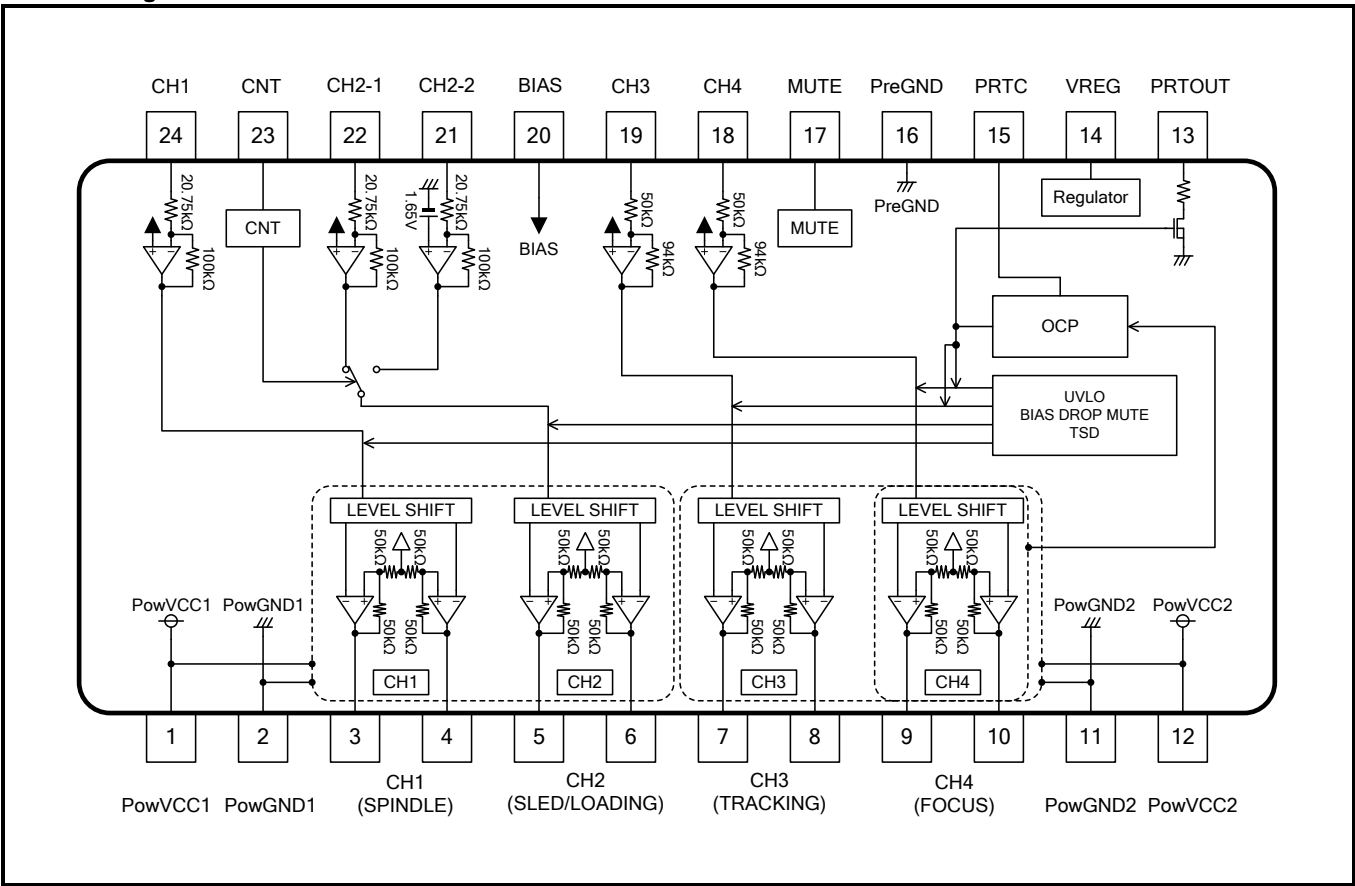 CH1 CNT CH2-1 CH2-2 BIAS CH3 CH4 MUTE PreGND PRTC VREG PRTOUT
24 23 22 21 20 19 18 17 16 15 14 13
20.75kΩ 20.75kΩ 1.65V 20.75kΩ 50kΩ 50kΩ
PreGND
Regulator
CNT
MUTE
+ − + − + − + − + −
100kΩ 100kΩ 100kΩ 94kΩ 94kΩ
BIAS
OCP
UVLO
BIAS DROP MUTE
TSD
LEVEL SHIFT LEVEL SHIFT LEVEL SHIFT LEVEL SHIFT
50kΩ 50kΩ 50kΩ 50kΩ 50kΩ 50kΩ 50kΩ 50kΩ
PowVCC1 PowGND1 PowGND2 PowVCC2
− + + − − + + − − + + − − + + −
50kΩ 50kΩ 50kΩ 50kΩ 50kΩ 50kΩ 50kΩ 50kΩ
CH1 CH2 CH3 CH4
1 2 3 4 5 6 7 8 9 10 11 12
PowVCC1 PowGND1
CH1
(SPINDLE)
CH2
(SLED/LOADING)
CH3
(TRACKING)
CH4
(FOCUS)
PowGND2 PowVCC2